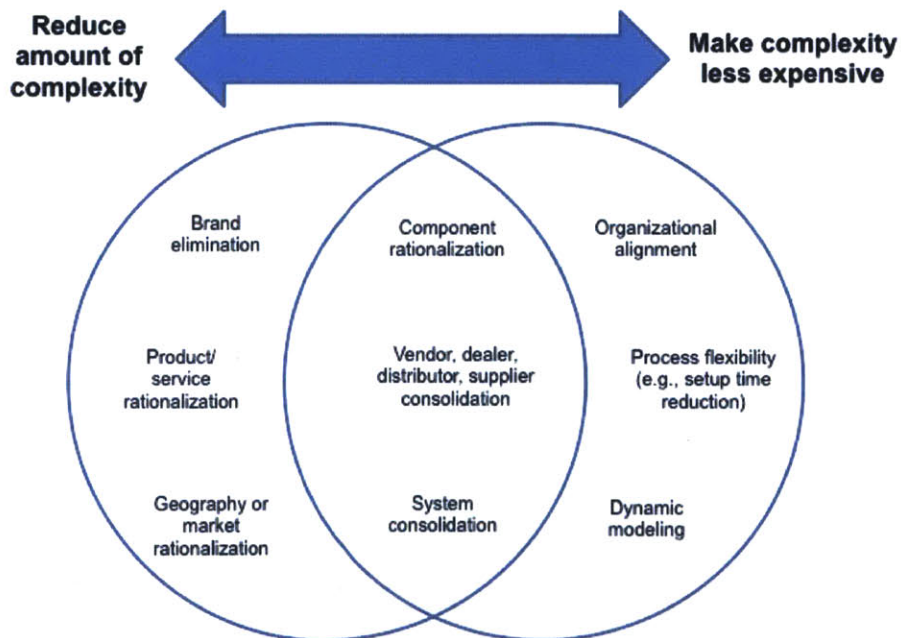 Reduce
amount of
complexity
Make complexity
less expensive
Brand
elimination
Component
rationalization
Organizational
alignment
Product/
service
rationalization
Vendor, dealer,
distributor, supplier
consolidation
Process flexibility
(e.g., setup time
reduction)
Geography or
market
rationalization
System
consolidation
Dynamic
modeling